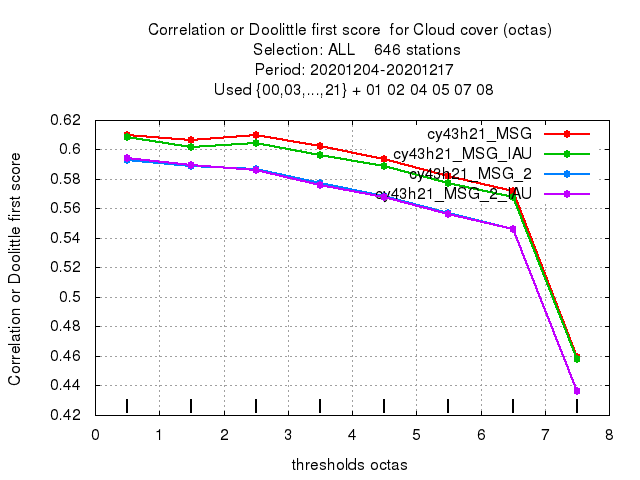 Correlation or Doolittle first score  for Cloud cover (octas)
Selection: ALL    646 stations
Period: 20201204-20201217
Used {00,03,...,21} + 01 02 04 05 07 08
Correlation or Doolittle first score
0.62
0.6
0.58
0.56
0.54
0.52
0.5
0.48
0.46
0.44
0.42
cy43h21_MSG
cy43h21_MSG_IAU
cy43h21_MSG_2
cy43h21_MSG_2_IAU
0 1 2 3 4 5 6 7 8
thresholds octas